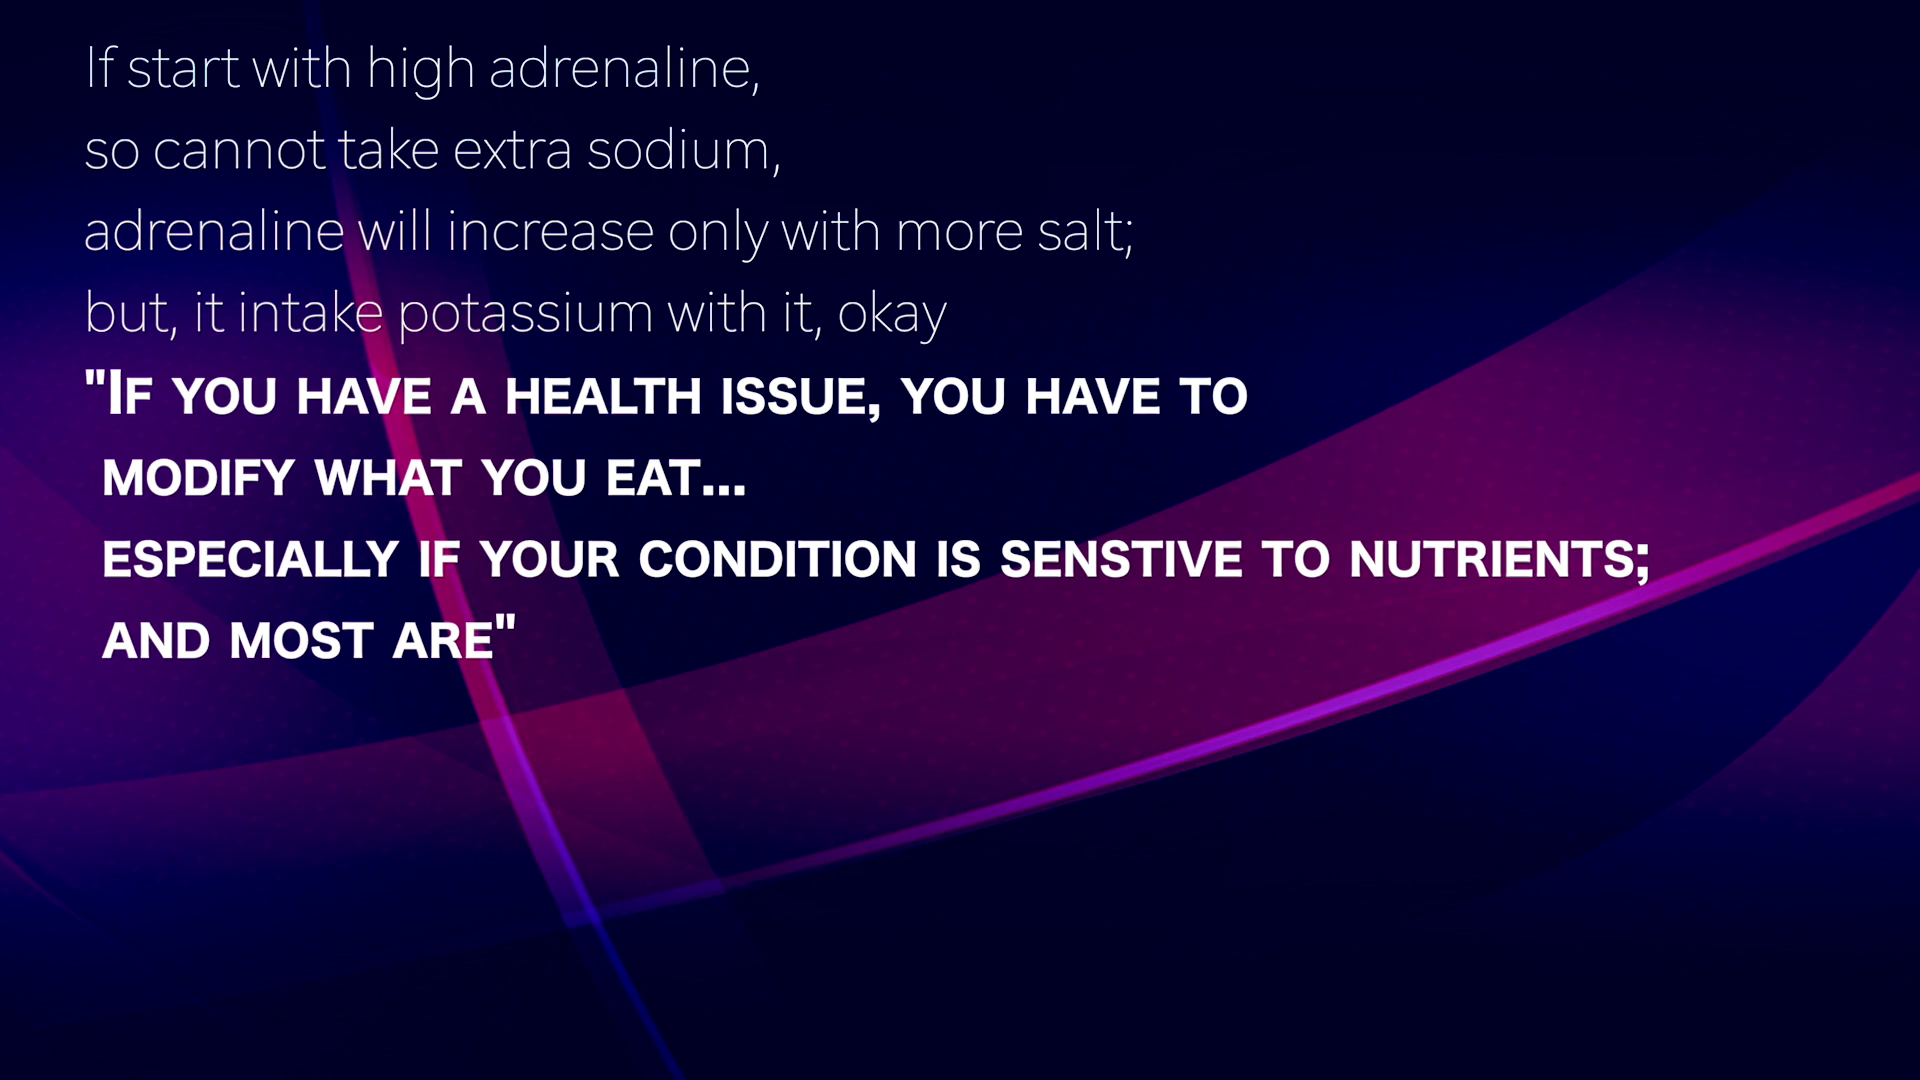 If start with high adrenaline,
so cannot take extra sodium,
adrenaline will increase only with more salt;
but, it intake potassium with it, okay
"If you have a health issue, you have to
modify what you eat...
especially if your condition is senstive to nutrients;
and most are"